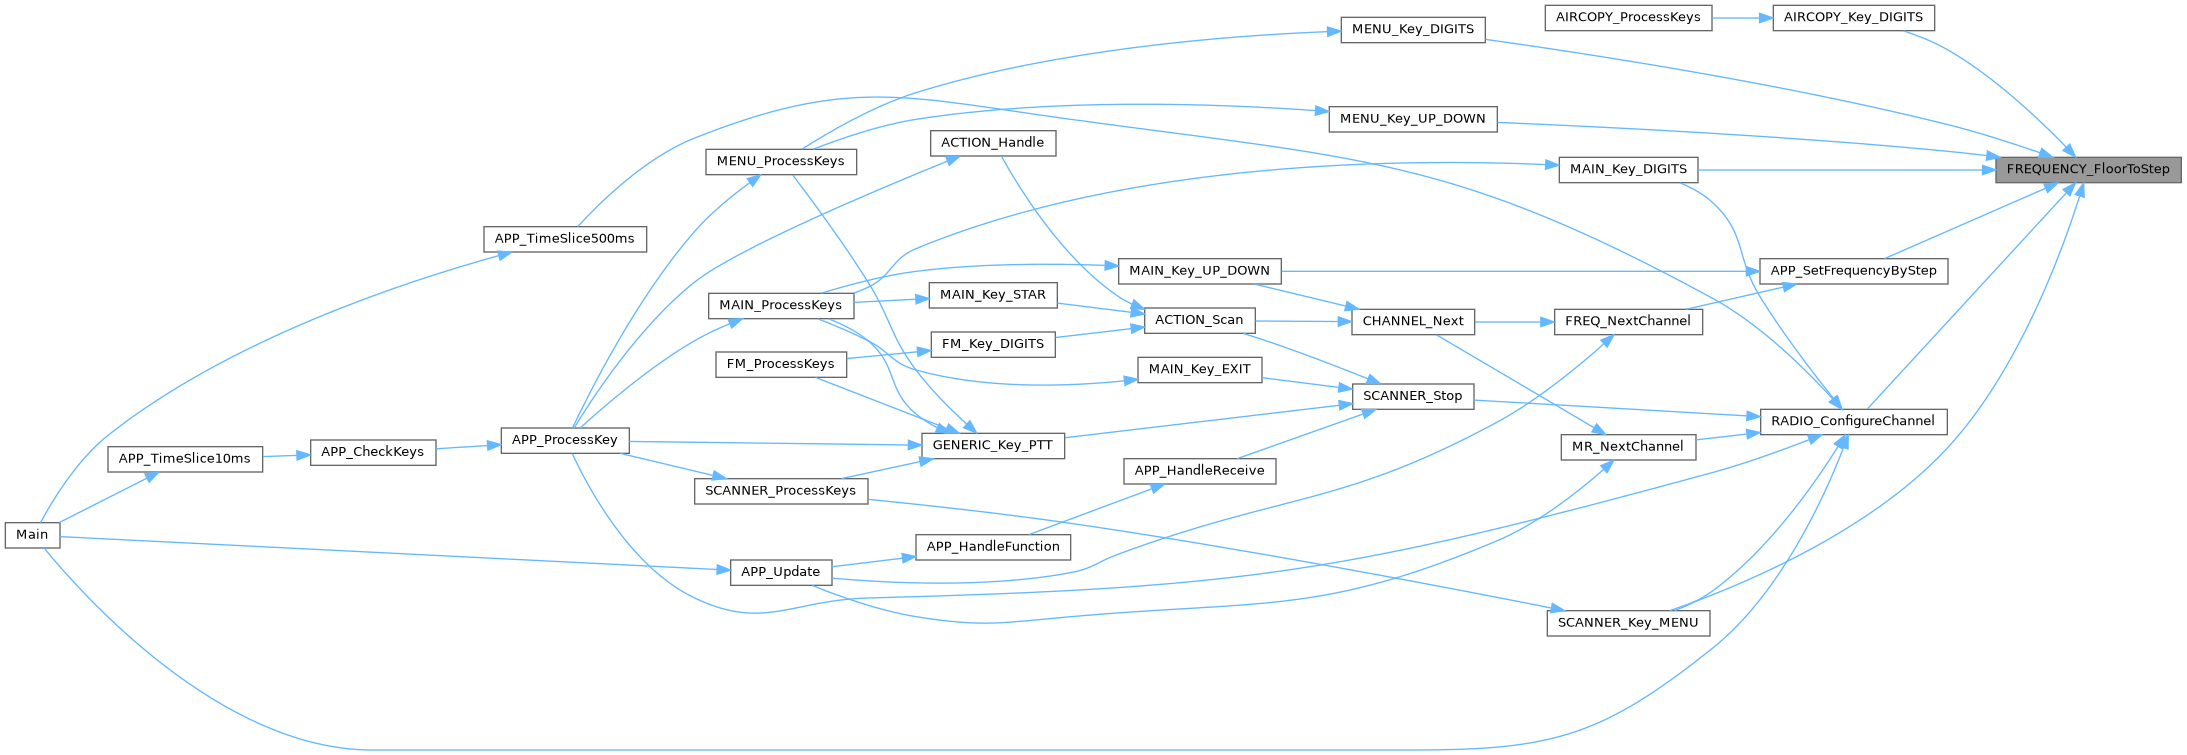 AIRCOPY_ProcessKeys
AIRCOPY_Key_DIGITS
MENU_Key_DIGITS
MENU_Key_UP_DOWN
ACTION_Handle
MENU_ProcessKeys
MAIN_Key_DIGITS
FREQUENCY_FloorToStep
APP_TimeSlice500ms
MAIN_Key_UP_DOWN
APP_SetFrequencyByStep
MAIN_ProcessKeys
MAIN_Key_STAR
ACTION_Scan
CHANNEL_Next
FREQ_NextChannel
FM_Key_DIGITS
FM_ProcessKeys
MAIN_Key_EXIT
SCANNER_Stop
RADIO_ConfigureChannel
APP_ProcessKey
GENERIC_Key_PTT
MR_NextChannel
APP_CheckKeys
APP_TimeSlice10ms
APP_HandleReceive
SCANNER_ProcessKeys
Main
APP_HandleFunction
APP_Update
SCANNER_Key_MENU